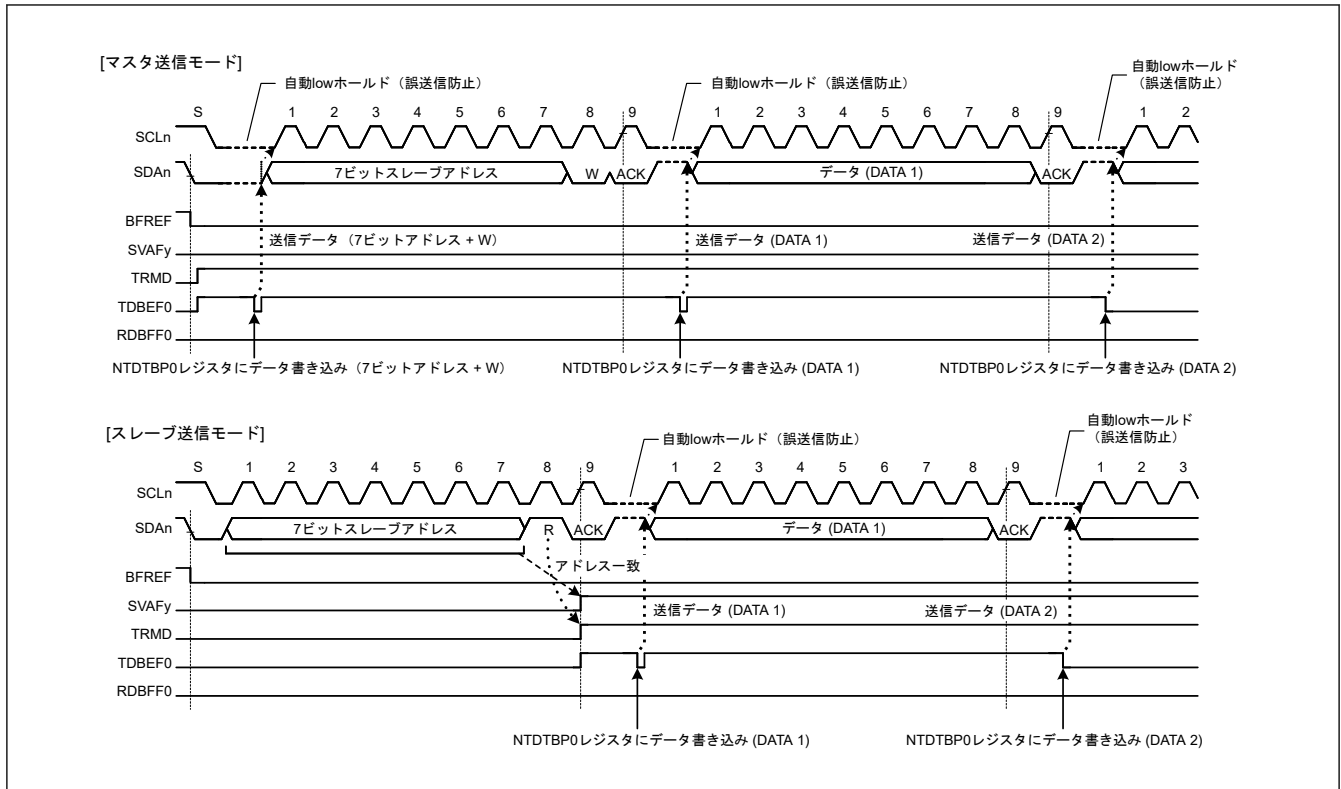 [マスタ送信モード]
自動lowホールド（誤送信防止）
自動lowホールド（誤送信防止）
自動lowホールド
（誤送信防止）
S 1 2 3 4 5 6 7 8 9 1 2 3 4 5 6 7 8 9 1 2
SCLn
SDAn 7ビットスレーブアドレス W ACK データ (DATA 1) ACK
BFREF
送信データ（7ビットアドレス + W） 送信データ (DATA 1) 送信データ (DATA 2)
SVAFy
TRMD
TDBEF0
RDBFF0
NTDTBP0レジスタにデータ書き込み（7ビットアドレス + W） NTDTBP0レジスタにデータ書き込み (DATA 1) NTDTBP0レジスタにデータ書き込み (DATA 2)
[スレーブ送信モード]
自動lowホールド（誤送信防止）
自動lowホールド
（誤送信防止）
S 1 2 3 4 5 6 7 8 9 1 2 3 4 5 6 7 8 9 1 2 3
SCLn
SDAn 7ビットスレーブアドレス R ACK データ (DATA 1) ACK
アドレス一致
BFREF
SVAFy 送信データ (DATA 1) 送信データ (DATA 2)
TRMD
TDBEF0
RDBFF0
NTDTBP0レジスタにデータ書き込み (DATA 1) NTDTBP0レジスタにデータ書き込み (DATA 2)